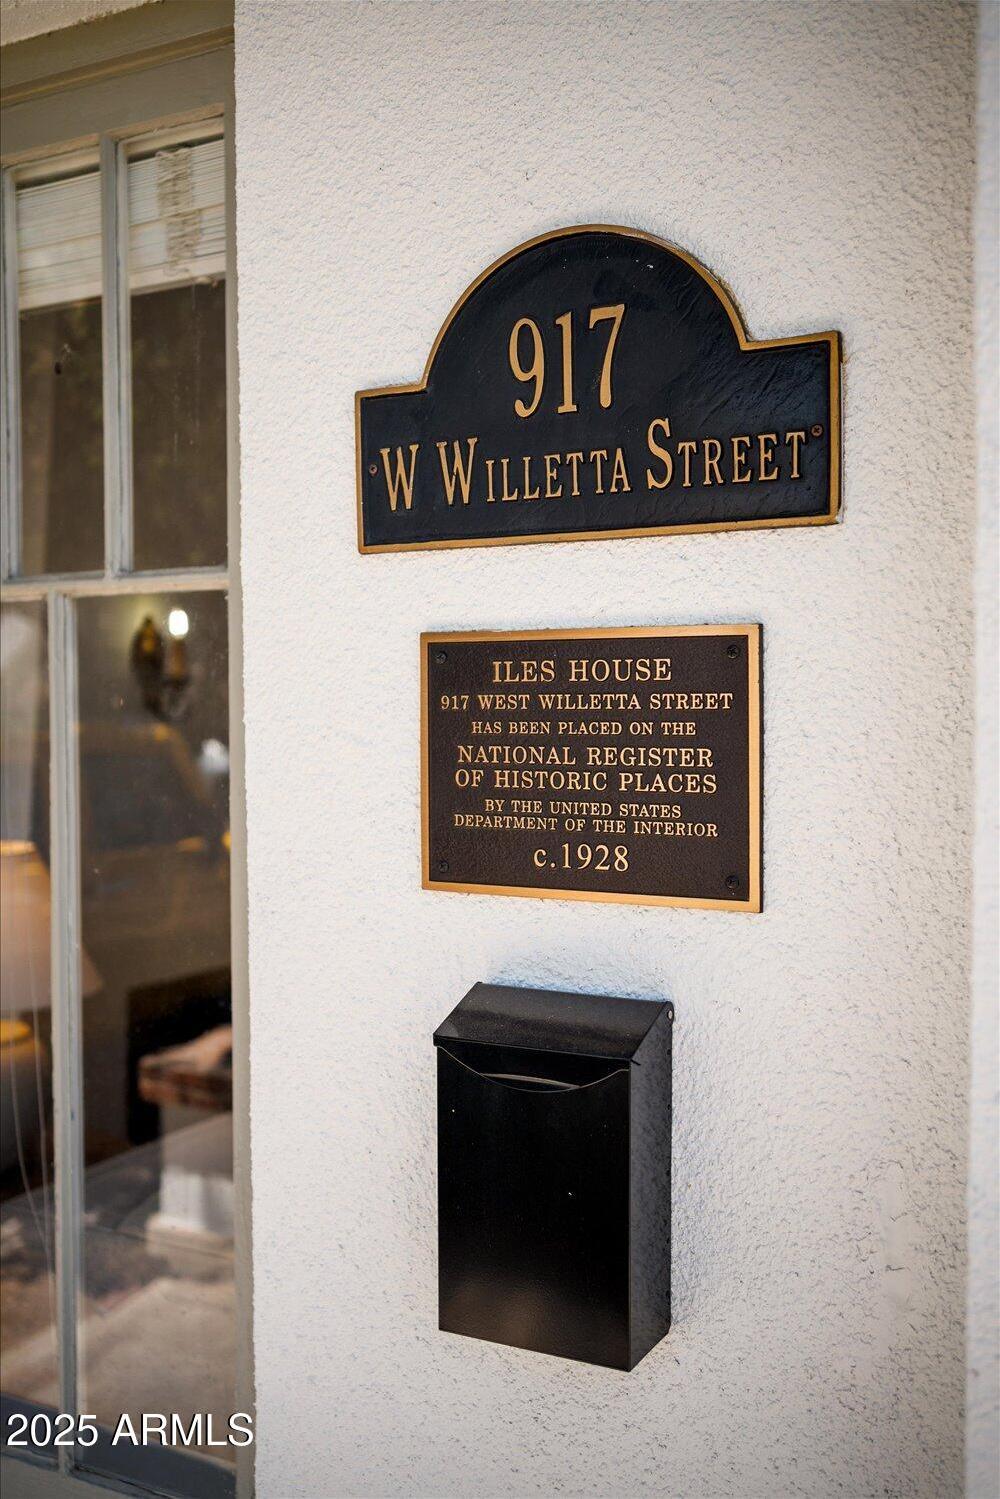 917
W WILLETTA STREET
ILES HOUSE
917 WEST WILLETTA STREET
HAS BEEN PLACED ON THE
NATIONAL REGISTER
OF HISTORIC PLACES
BY THE UNITED STATES
DEPARTMENT OF THE INTERIOR
c.1928
2025 ARMLS